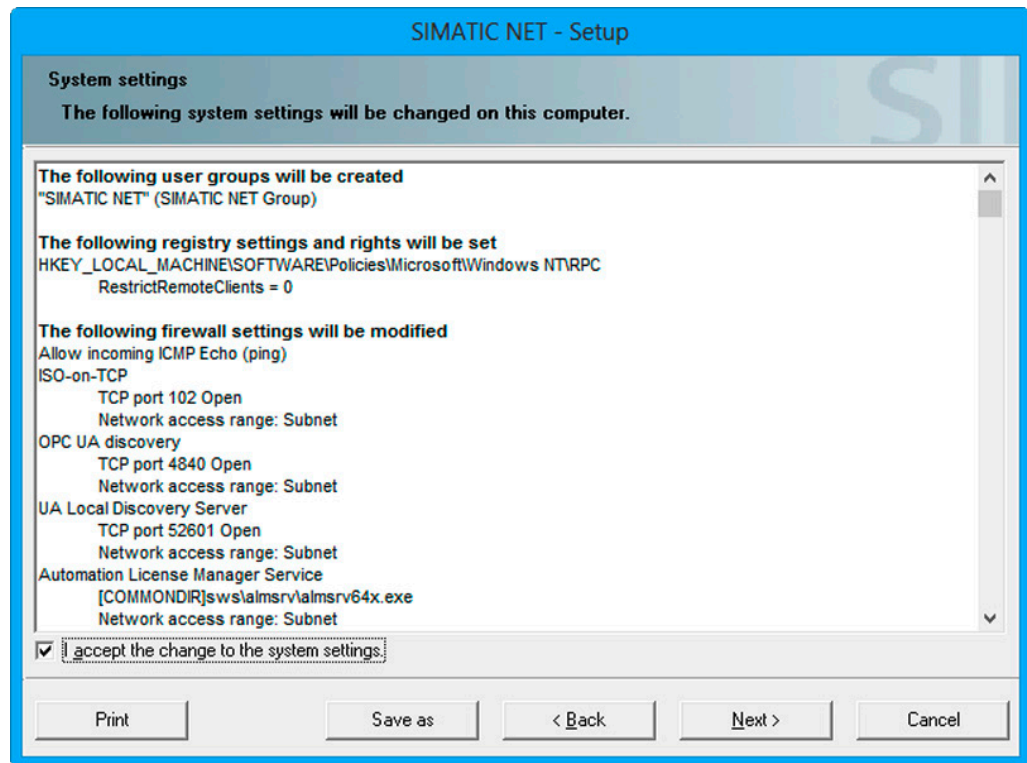 SIMATIC NET - Setup
System settings
The following system settings will be changed on this computer.
SI
The following user groups will be created
"SIMATIC NET" (SIMATIC NET Group)
The following registry settings and rights will be set
HKEY_LOCAL_MACHINE\SOFTWARE\Policies\Microsoft\Windows NT\RPC
RestrictRemoteClients = 0
The following firewall settings will be modified
Allow incoming ICMP Echo (ping)
ISO-on-TCP
TCP port 102 Open
Network access range: Subnet
OPC UA discovery
TCP port 4840 Open
Network access range: Subnet
UA Local Discovery Server
TCP port 52601 Open
Network access range: Subnet
Automation License Manager Service
[COMMONDIR]sws\almsrv\almsrv64x.exe
Network access range: Subnet
I accept the change to the system settings.
Print
Save as
< Back
Next >
Cancel